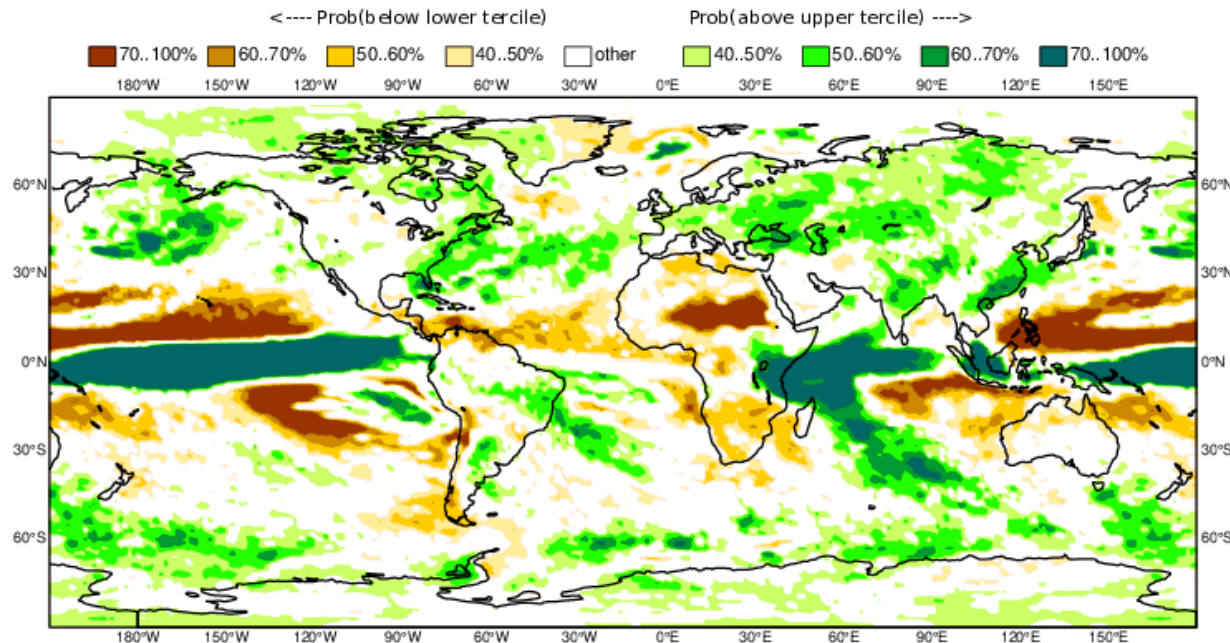 <---- Prob(below lower tercile) Prob(above upper tercile) ---->
70..100% 60..70% 50..60% 40..50% other 40..50% 50..60% 60..70% 70..100%
180°W 150°W 120°W 90°W 60°W 30°W 0°E 30°E 60°E 90°E 120°E 150°E
60°N 60°N
30°N 30°N
0°N 0°N
30°S 30°S
60°S 60°S
180°W 150°W 120°W 90°W 60°W 30°W 0°E 30°E 60°E 90°E 120°E 150°E